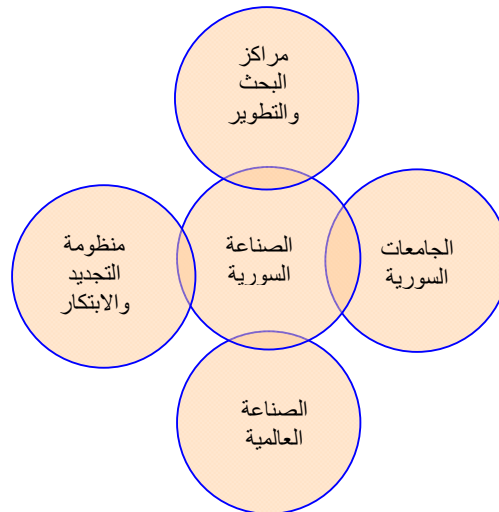 مراكز
البحث
والتطوير
منظومة
التجديد
والابتكار
الصناعة
السورية
الجامعات
السورية
الصناعة
العالمية